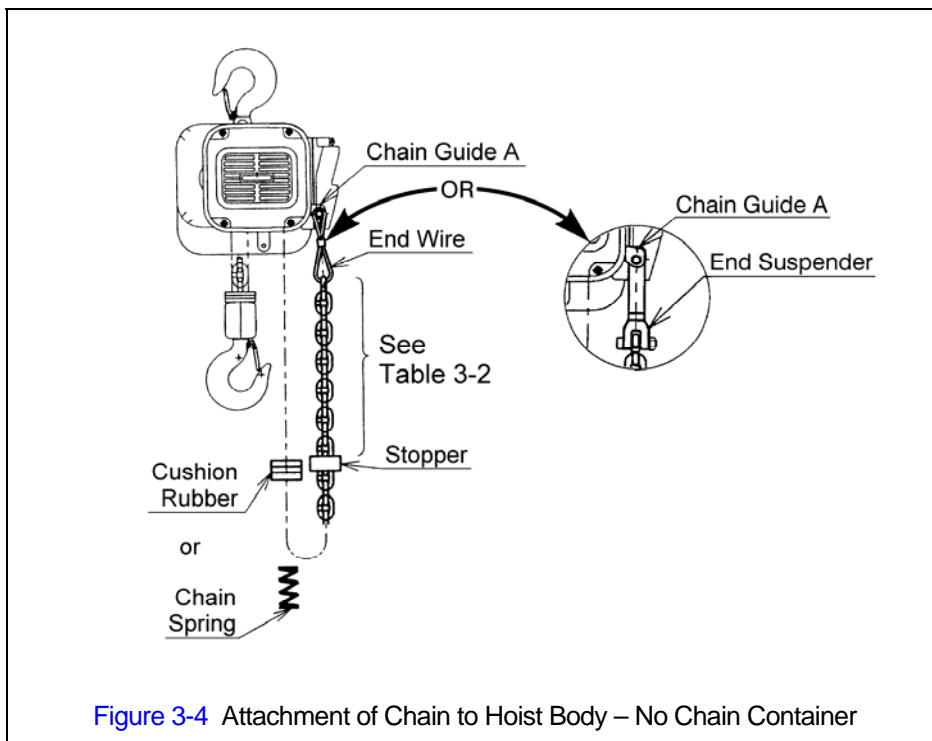 Chain Guide A
OR
Chain Guide A
End Wire
End Suspender
See
Table 3-2
Stopper
Cushion
Rubber
or
Chain
Spring
Figure 3-4 Attachment of Chain to Hoist Body – No Chain Container